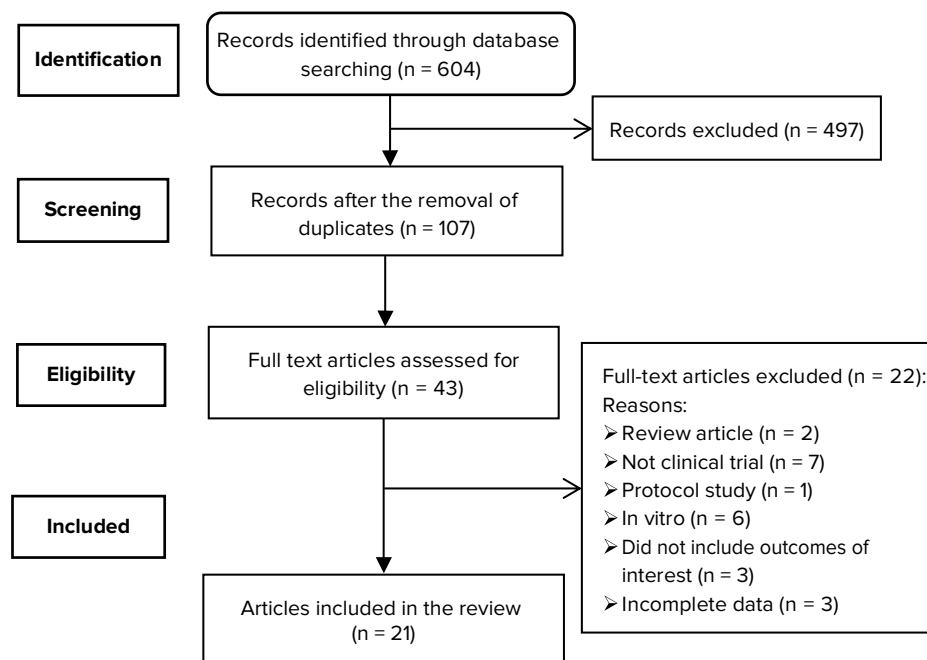 Identification
Records identified through database
searching (n = 604)
Records excluded (n = 497)
Screening
Records after the removal of
duplicates (n = 107)
Eligibility
Full text articles assessed for
eligibility (n = 43)
Full-text articles excluded (n = 22):
Reasons:
➢Review article (n = 2)
➢Not clinical trial (n = 7)
➢Protocol study (n = 1)
➢In vitro (n = 6)
➢Did not include outcomes of
interest (n = 3)
➢Incomplete data (n = 3)
Included
Articles included in the review
(n = 21)